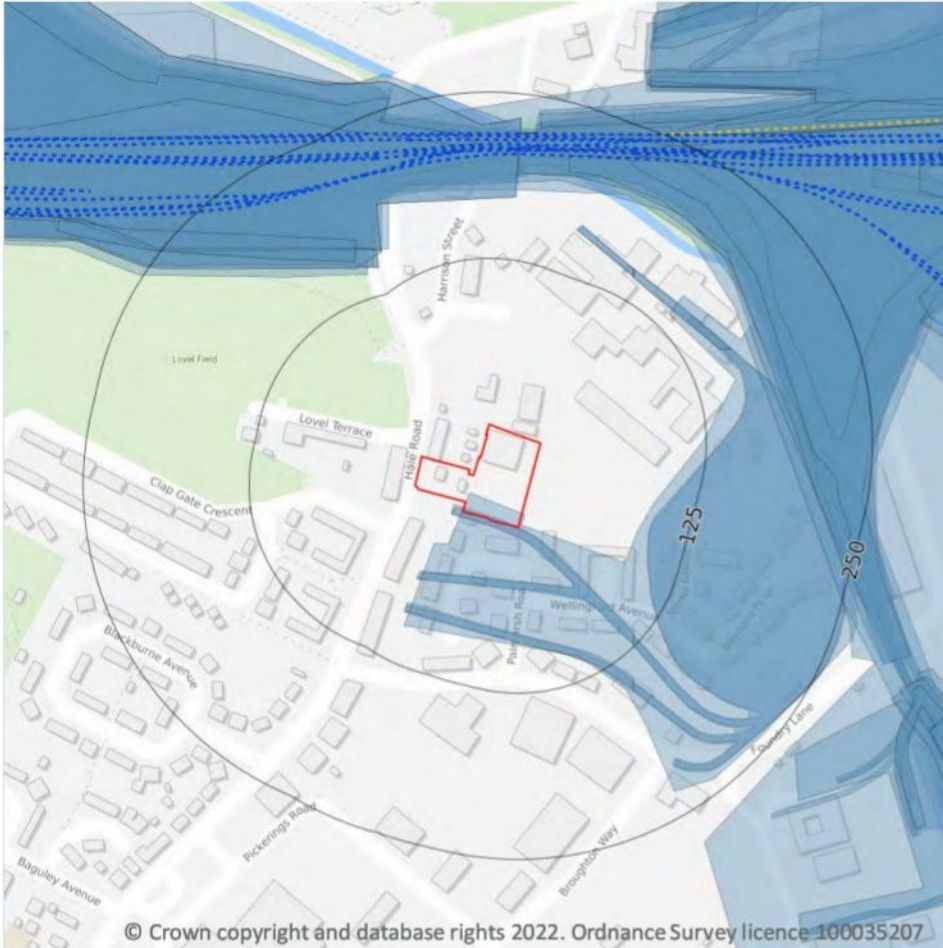 Harrison Street
Lovel Field
Lovel Terrace
Hale Road
Clap Gate Crescent
125
250
Wellington Avenue
Blackburne Avenue
Foundry Lane
Pickerings Road
Broughton Way
Baguley Avenue
© Crown copyright and database rights 2022. Ordnance Survey licence 100035207